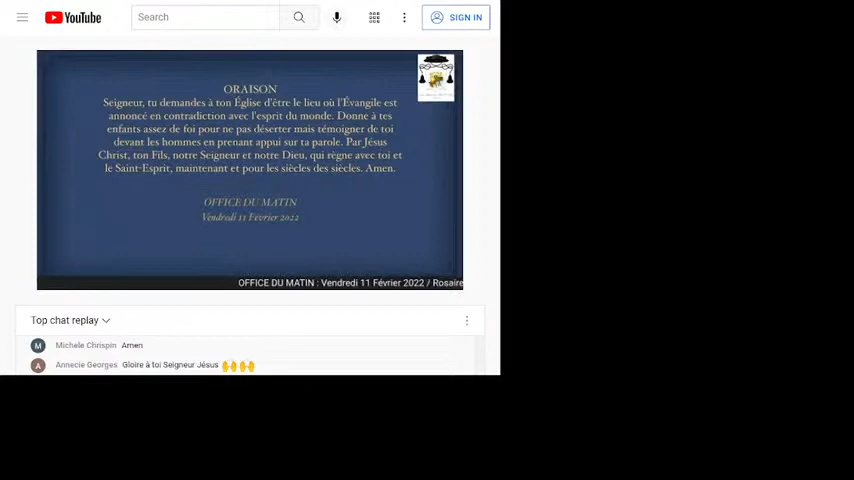 YouTube
Search
SIGN IN
ORAISON
Seigneur, tu demandes à ton Église d'être le lieu où l'Évangile est
annoncé en contradiction avec l'esprit du monde. Donne à tes
enfants assez de foi pour ne pas déserter mais témoigner de toi
devant les hommes en prenant appui sur ta parole. Par Jésus
Christ, ton Fils, notre Seigneur et notre Dieu, qui règne avec toi et
le Saint-Esprit, maintenant et pour les siècles des siècles. Amen.
OFFICE DU MATIN
Vendredi 11 Février 2022
OFFICE DU MATIN : Vendredi 11 Février 2022 / Rosaire
Top chat replay
M Michele Chrispin Amen
A Annecie Georges Gloire à toi Seigneur Jésus